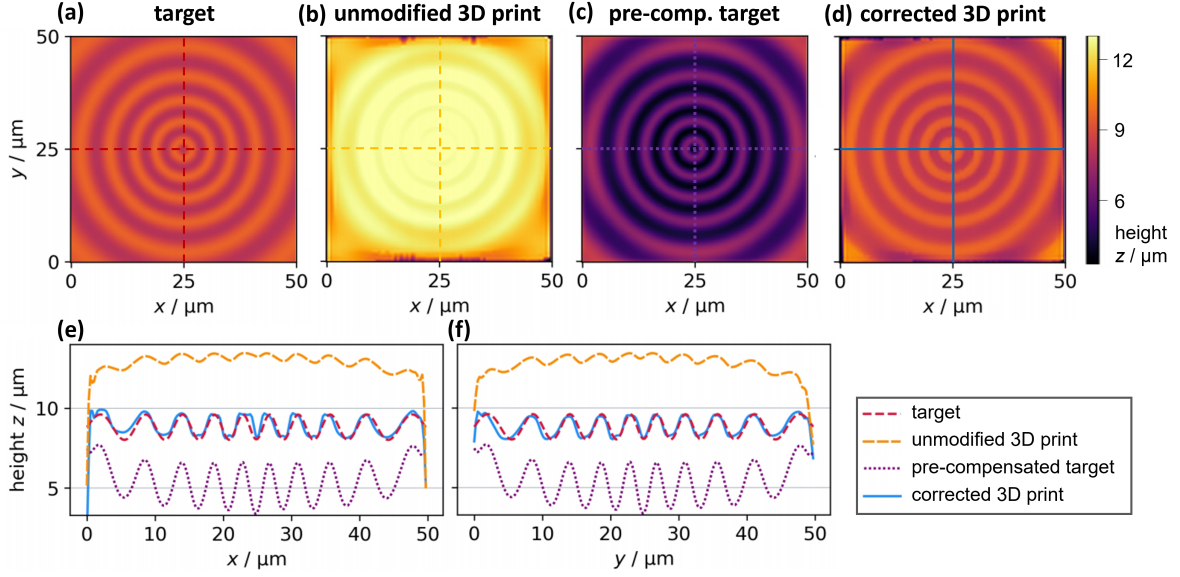 (a) target
(b) unmodified 3D print
(c) pre-comp. target
(d) corrected 3D print
50
25
0
y / μm
0 25 50
x / μm
0 25 50
x / μm
0 25 50
x / μm
0 25 50
x / μm
12
9
6
height
z / μm
(e)
(f)
height z / μm
10
5
0 10 20 30 40 50
x / μm
0 10 20 30 40 50
y / μm
target
unmodified 3D print
pre-compensated target
corrected 3D print